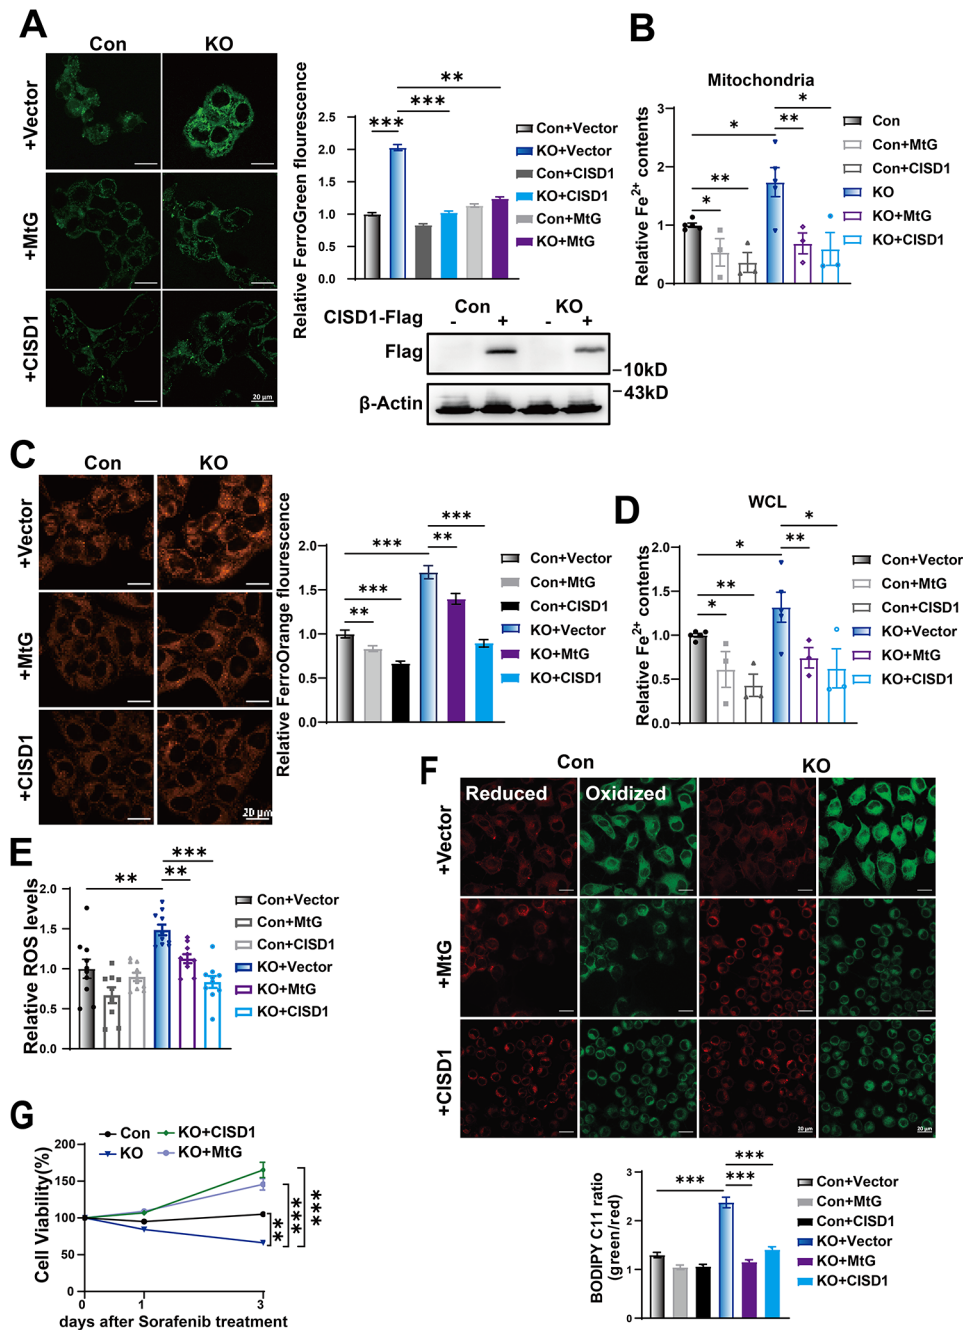 A
Con KO
+Vector
+MtG
+CISD1
20 μm
Relative FerroGreen flourescence
2.5
2.0
1.5
1.0
0.5
0.0
***
***
**
Con+Vector
KO+Vector
Con+CISD1
KO+CISD1
Con+MtG
KO+MtG
Con KO
CISD1-Flag - + - +
Flag
–10kD
–43kD
β-Actin
B
Mitochondria
Relative Fe2+ contents
3
2
1
0
*
**
*
**
*
Con
Con+MtG
Con+CISD1
KO
KO+MtG
KO+CISD1
C
Con KO
+Vector
+MtG
+CISD1
20 μm
Relative FerroOrange flourescence
2.0
1.5
1.0
0.5
0.0
***
***
***
**
**
Con+Vector
Con+MtG
Con+CISD1
KO+Vector
KO+MtG
KO+CISD1
D
WCL
Relative Fe2+ contents
2.0
1.5
1.0
0.5
0.0
*
*
**
**
*
Con+Vector
Con+MtG
Con+CISD1
KO+Vector
KO+MtG
KO+CISD1
E
Relative ROS levels
2.0
1.5
1.0
0.5
0.0
**
***
**
Con+Vector
Con+MtG
Con+CISD1
KO+Vector
KO+MtG
KO+CISD1
F
Con KO
Reduced Oxidized
+Vector
+MtG
+CISD1
20 μm
20 μm
BODIPY C11 ratio
(green/red)
3
2
1
0
***
***
***
Con+Vector
Con+MtG
Con+CISD1
KO+Vector
KO+MtG
KO+CISD1
G
Con KO+CISD1
KO KO+MtG
Cell Viability(%)
200
150
100
50
0
0 1 3
**
***
***
days after Sorafenib treatment